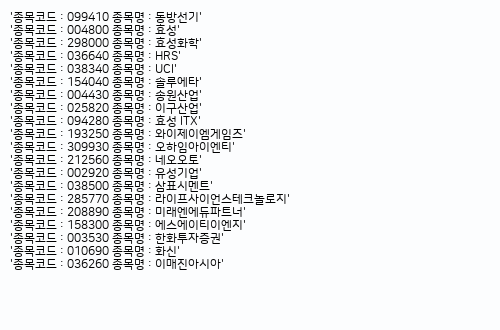 '종목코드 : 099410 종목명 : 동방선기'
'종목코드 : 004800 종목명 : 효성'
'종목코드 : 298000 종목명 : 효성화학'
'종목코드 : 036640 종목명 : HRS'
'종목코드 : 038340 종목명 : UCI'
'종목코드 : 154040 종목명 : 솔루에타'
'종목코드 : 004430 종목명 : 송원산업'
'종목코드 : 025820 종목명 : 이구산업'
'종목코드 : 094280 종목명 : 효성 ITX'
'종목코드 : 193250 종목명 : 와이제이엠게임즈'
'종목코드 : 309930 종목명 : 오하임아이엔티'
'종목코드 : 212560 종목명 : 네오오토'
'종목코드 : 002920 종목명 : 유성기업'
'종목코드 : 038500 종목명 : 삼표시멘트'
'종목코드 : 285770 종목명 : 라이프사이언스테크놀로지'
'종목코드 : 208890 종목명 : 미래엔에듀파트너'
'종목코드 : 158300 종목명 : 에스에이티이엔지'
'종목코드 : 003530 종목명 : 한화투자증권'
'종목코드 : 010690 종목명 : 화신'
'종목코드 : 036260 종목명 : 이매진아시아'